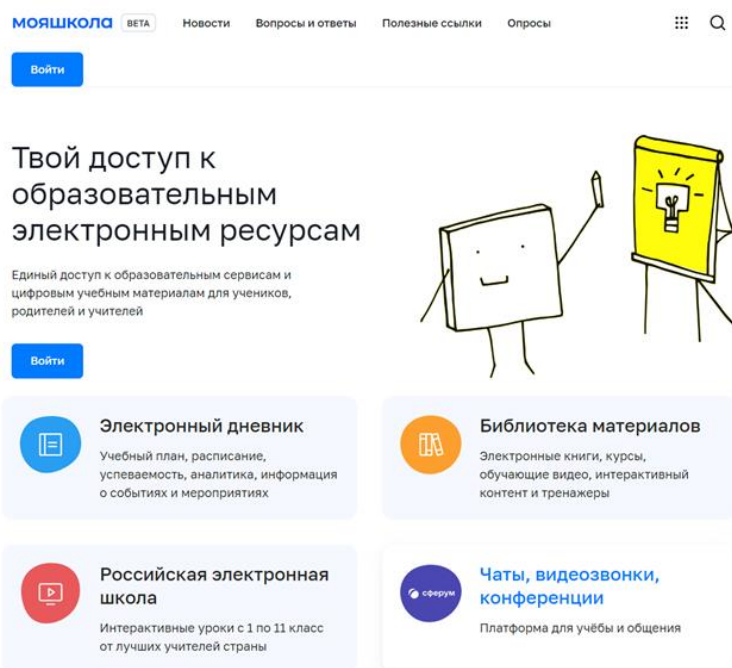 МОЯШКОЛА BETA Новости Вопросы и ответы Полезные ссылки Опросы
Войти
Твой доступ к
образовательным
электронным ресурсам
Единый доступ к образовательным сервисам и
цифровым учебным материалам для учеников,
родителей и учителей
Войти
Электронный дневник
Учебный план, расписание,
успеваемость, аналитика, информация
о событиях и мероприятиях
Библиотека материалов
Электронные книги, курсы,
обучающие видео, интерактивный
контент и тренажеры
Российская электронная
школа
Интерактивные уроки с 1 по 11 класс
от лучших учителей страны
сферум
Чаты, видеозвонки,
конференции
Платформа для учёбы и общения